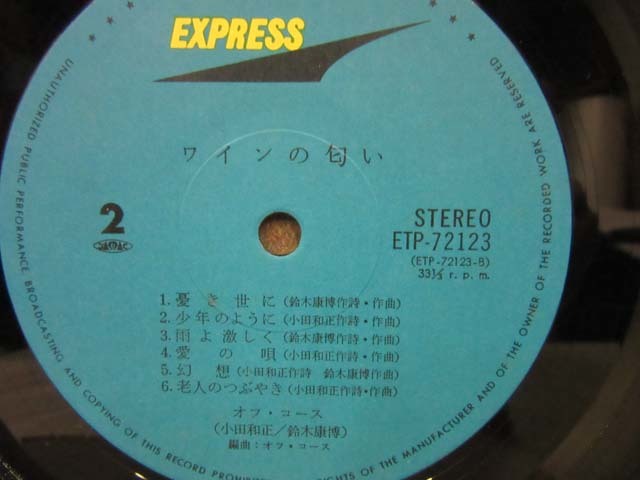 EXPRESS
ワインの匂い
2
JASRAC
STEREO
ETP-72123
(ETP-72123-B)
33⅓ r. p. m.
1. 憂き世に (鈴木康博作詩・作曲)
2. 少年のように (小田和正作詩・作曲)
3. 雨よ激しく (鈴木康博作詩・作曲)
4. 愛の唄 (小田和正作詩・作曲)
5. 幻想 (小田和正作詩 鈴木康博作曲)
6. 老人のつぶやき (小田和正作詩・作曲)
オフ・コース
(小田和正/鈴木康博)
編曲:オフ・コース
UNAUTHORIZED PUBLIC PERFORMANCE BROADCASTING AND COPYING OF THIS RECORD PROHIBITED RIGHTS OF THE MANUFACTURER AND OF THE OWNER OF THE RECORDED WORK ARE RESERVED